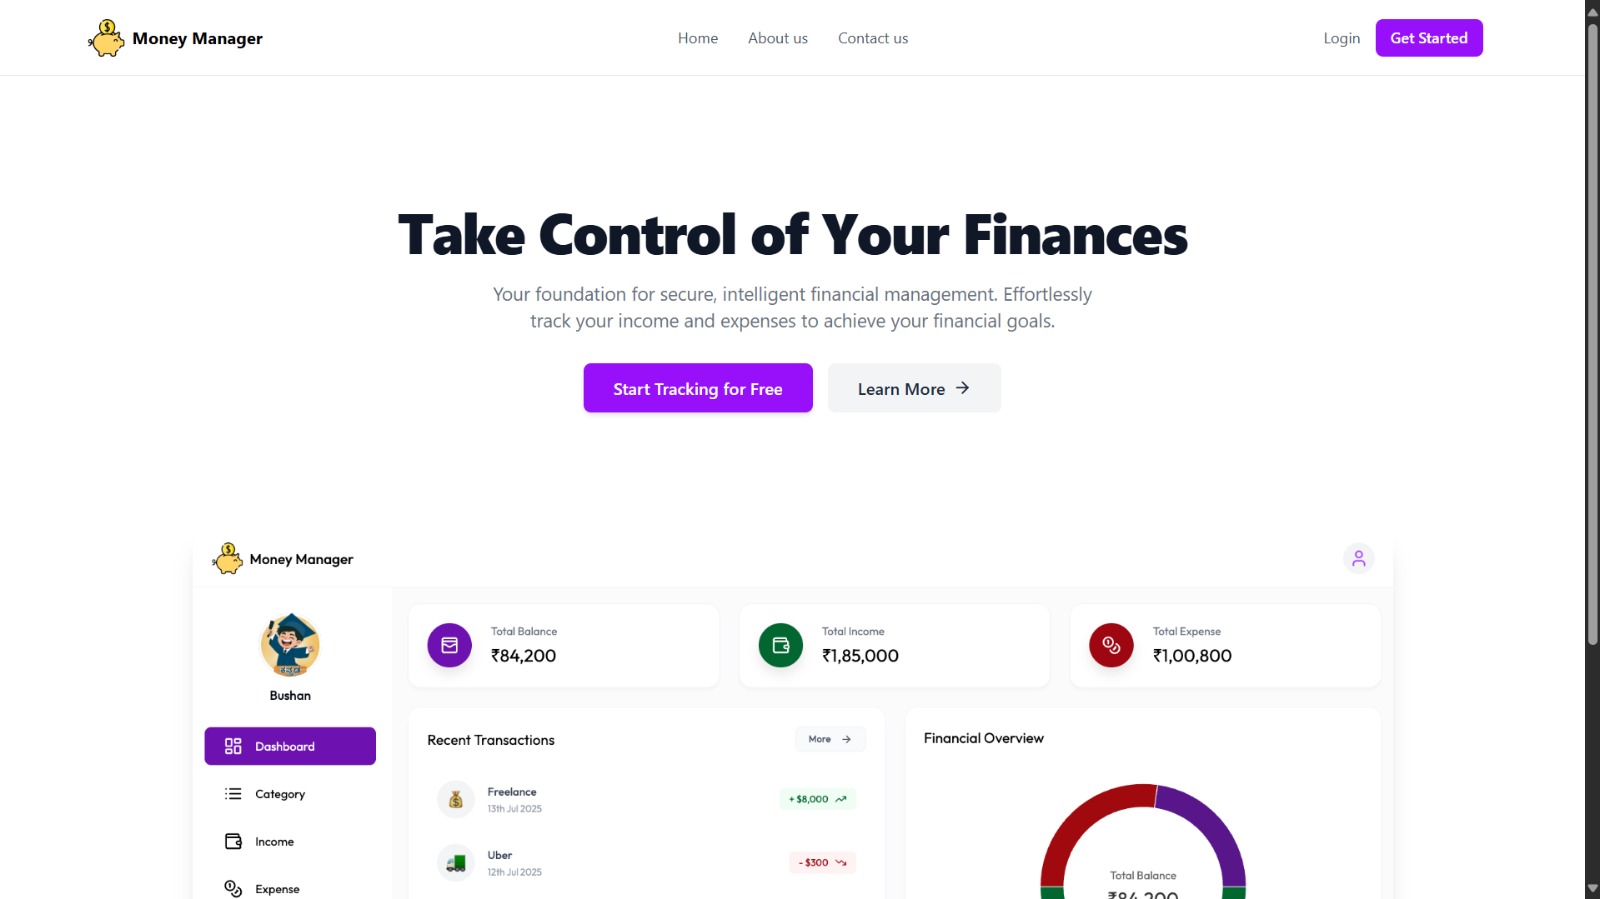 Money Manager
Home
About us
Contact us
Login
Get Started
Take Control of Your Finances
Your foundation for secure, intelligent financial management. Effortlessly
track your income and expenses to achieve your financial goals.
Start Tracking for Free
Learn More →
Money Manager
Bushan
Dashboard
Category
Income
Expense
Total Balance
₹84,200
Total Income
₹1,85,000
Total Expense
₹1,00,800
Recent Transactions
More →
Freelance
13th Jul 2025
+ $8,000
Uber
12th Jul 2025
- $300
Financial Overview
Total Balance
₹84,200